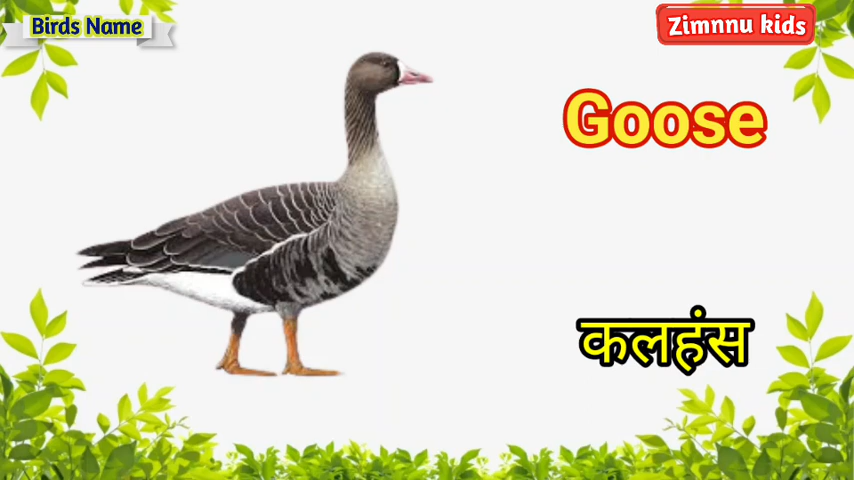 Birds Name
Zimnnu kids
Goose
कलहंस